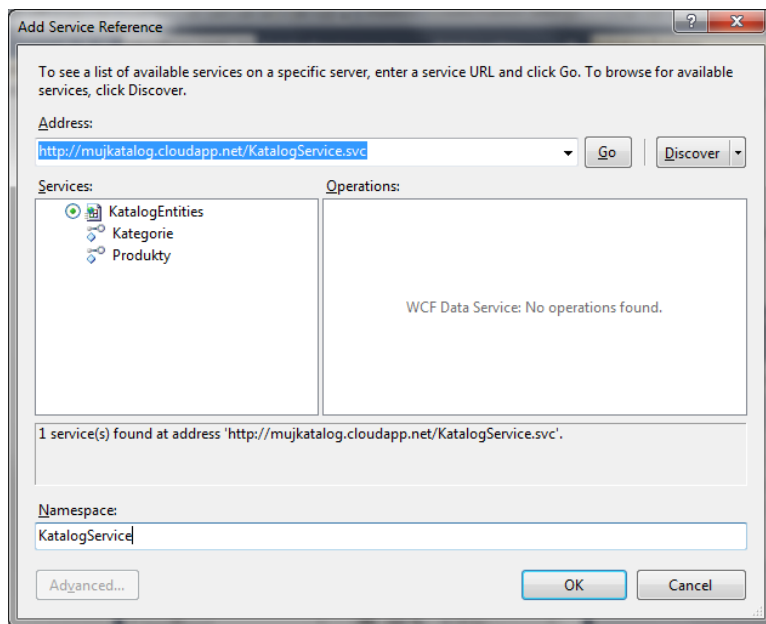 Add Service Reference
To see a list of available services on a specific server, enter a service URL and click Go. To browse for available
services, click Discover.
Address:
http://mujkatalog.cloudapp.net/KatalogService.svc
Go
Discover
Services:
Operations:
KatalogEntities
Kategorie
Produkty
WCF Data Service: No operations found.
1 service(s) found at address 'http://mujkatalog.cloudapp.net/KatalogService.svc'.
Namespace:
KatalogService
Advanced...
OK
Cancel